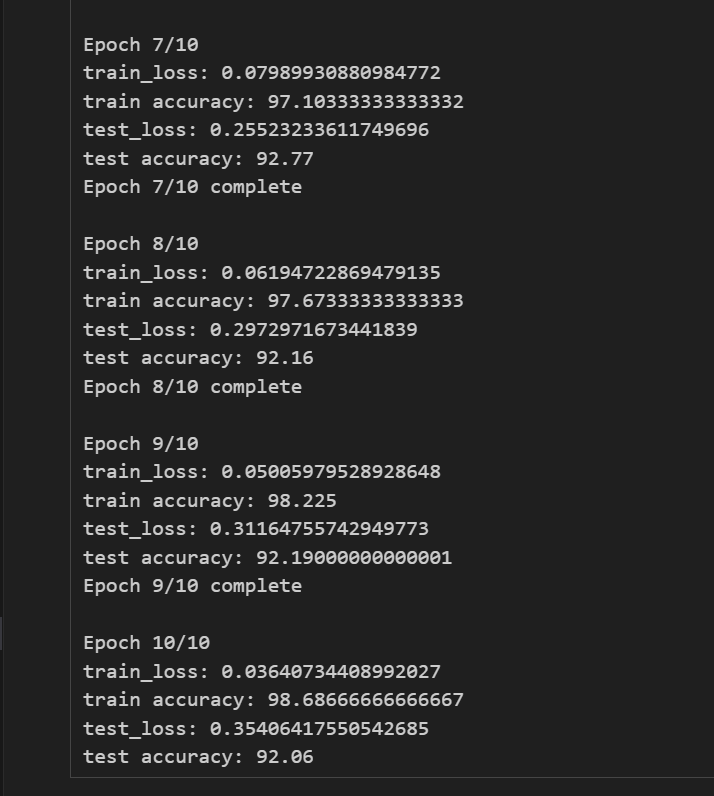 Epoch 7/10
train_loss: 0.07989930880984772
train accuracy: 97.10333333333332
test_loss: 0.25523233611749696
test accuracy: 92.77
Epoch 7/10 complete
Epoch 8/10
train_loss: 0.06194722869479135
train accuracy: 97.67333333333333
test_loss: 0.2972971673441839
test accuracy: 92.16
Epoch 8/10 complete
Epoch 9/10
train_loss: 0.05005979528928648
train accuracy: 98.225
test_loss: 0.31164755742949773
test accuracy: 92.19000000000001
Epoch 9/10 complete
Epoch 10/10
train_loss: 0.03640734408992027
train accuracy: 98.68666666666667
test_loss: 0.35406417550542685
test accuracy: 92.06